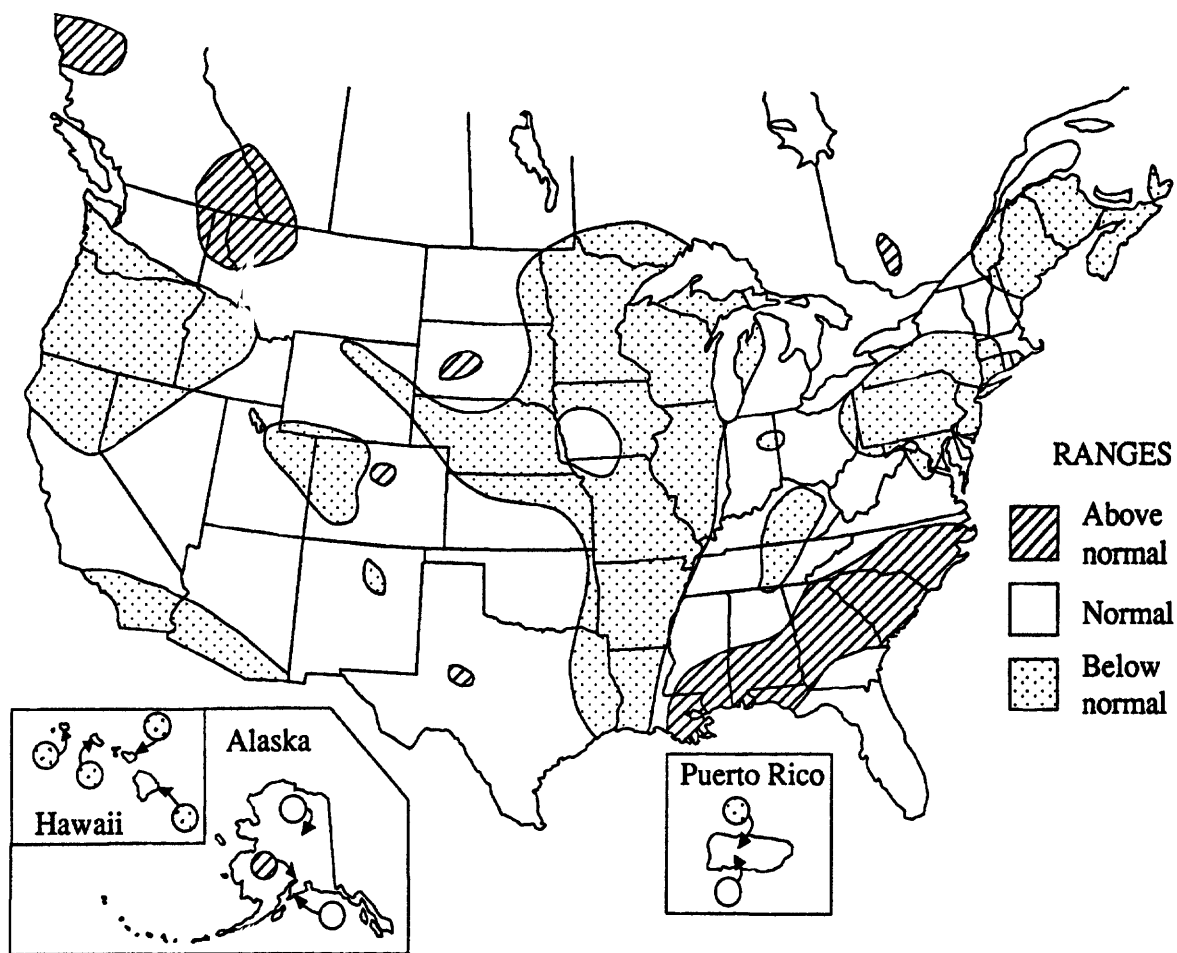 RANGES
Above
normal
Normal
Below
normal
Alaska
Hawaii
Puerto Rico